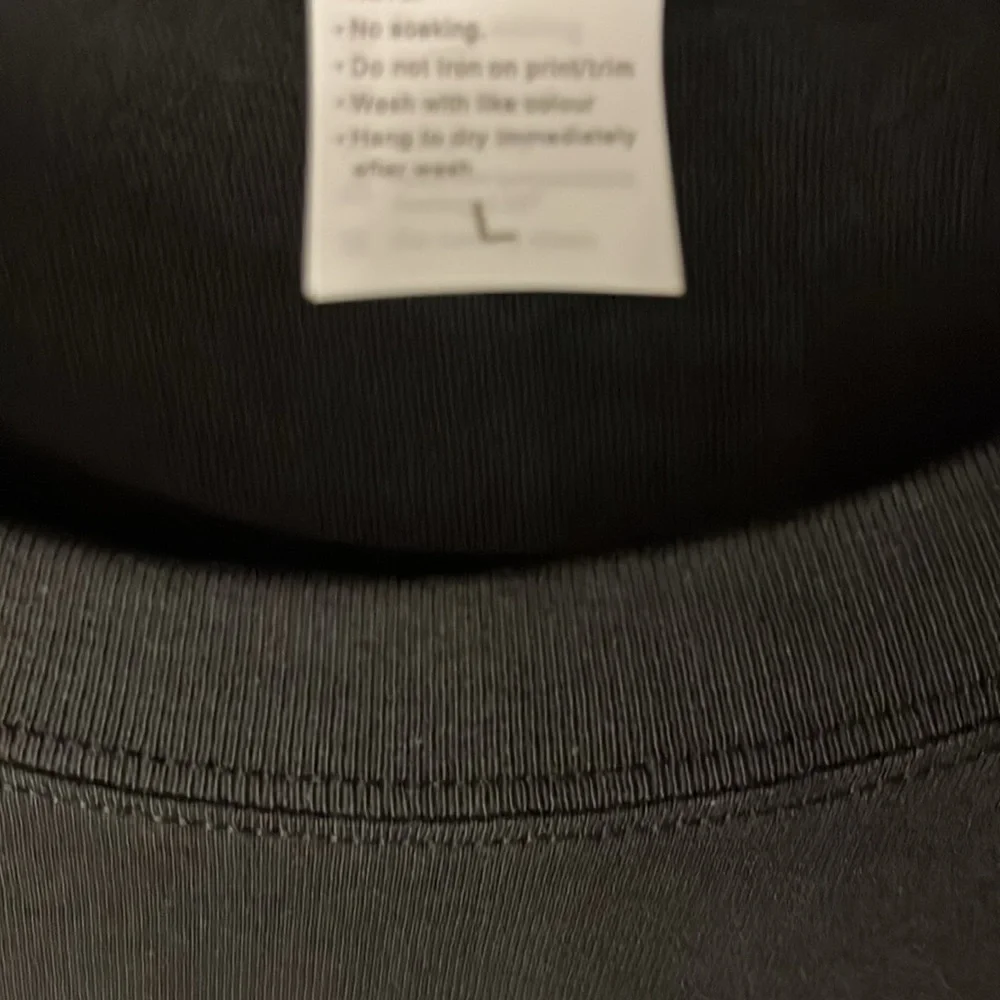 • No soaking.
• Do not iron on print/trim
• Wash with like colour
• Hang to dry immediately
after wash
L